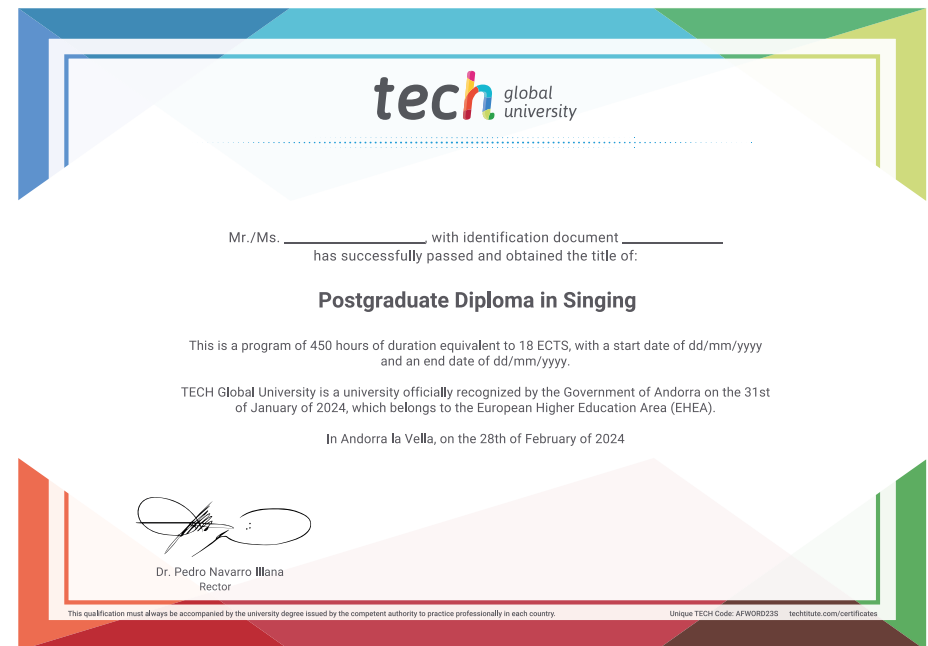 tech global university
Mr./Ms. ____________, with identification document ____________
has successfully passed and obtained the title of:
Postgraduate Diploma in Singing
This is a program of 450 hours of duration equivalent to 18 ECTS, with a start date of dd/mm/yyyy
and an end date of dd/mm/yyyy.
TECH Global University is a university officially recognized by the Government of Andorra on the 31st
of January of 2024, which belongs to the European Higher Education Area (EHEA).
In Andorra la Vella, on the 28th of February of 2024
Dr. Pedro Navarro Illana
Rector
This qualification must always be accompanied by the university degree issued by the competent authority to practice professionally in each country.
Unique TECH Code: AFWORD23S techtitute.com/certificates